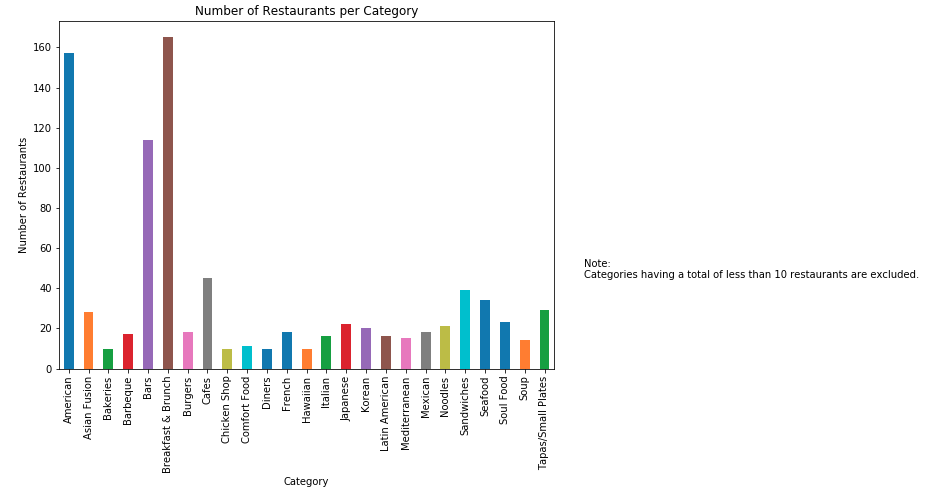 Number of Restaurants per Category
Number of Restaurants
160
140
120
100
80
60
40
20
0
American
Asian Fusion
Bakeries
Barbeque
Bars
Breakfast & Brunch
Burgers
Cafes
Chicken Shop
Comfort Food
Diners
French
Hawaiian
Italian
Japanese
Korean
Latin American
Mediterranean
Mexican
Noodles
Sandwiches
Seafood
Soul Food
Soup
Tapas/Small Plates
Category
Note:
Categories having a total of less than 10 restaurants are excluded.